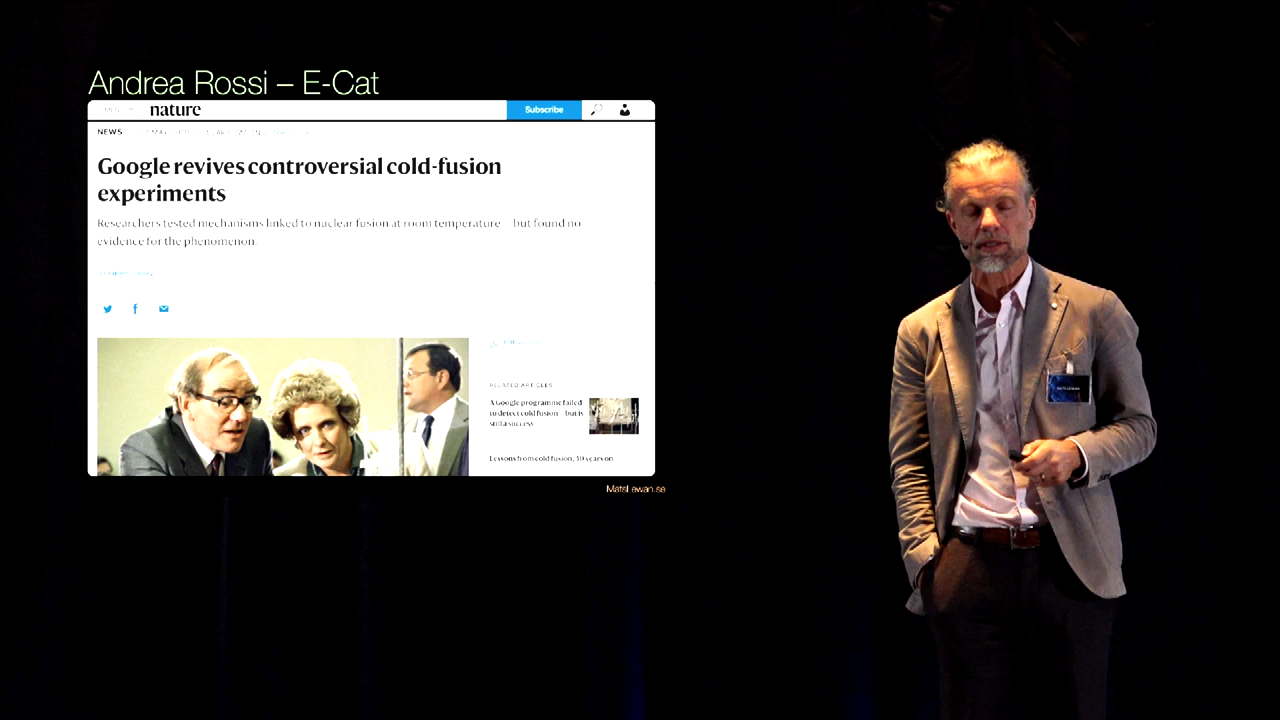 Andrea Rossi – E-Cat
nature
Subscribe
NEWS
Google revives controversial cold-fusion
experiments
Researchers tested mechanisms linked to nuclear fusion at room temperature – but found no
evidence for the phenomenon.
RELATED ARTICLES
A Google programme failed
to detect cold fusion – but is
still a success
Lessons from cold fusion, 30 years on
MatsLewan.se